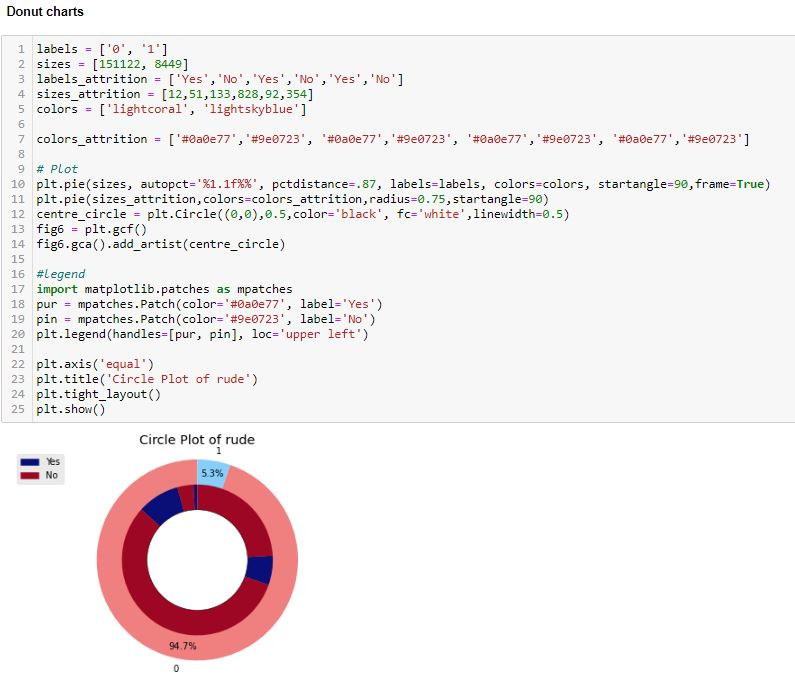 Donut charts
1 labels = ['0', '1']
2 sizes = [151122, 8449]
3 labels_attrition = ['Yes','No','Yes','No','Yes','No']
4 sizes_attrition = [12,51,133,828,92,354]
5 colors = ['lightcoral', 'lightskyblue']
6
7 colors_attrition = ['#0a0e77','#9e0723', '#0a0e77','#9e0723', '#0a0e77','#9e0723', '#0a0e77','#9e0723']
8
9 # Plot
10 plt.pie(sizes, autopct='%1.1f%%', pctdistance=.87, labels=labels, colors=colors, startangle=90,frame=True)
11 plt.pie(sizes_attrition,colors=colors_attrition,radius=0.75,startangle=90)
12 centre_circle = plt.Circle((0,0),0.5,color='black', fc='white',linewidth=0.5)
13 fig6 = plt.gcf()
14 fig6.gca().add_artist(centre_circle)
15
16 #legend
17 import matplotlib.patches as mpatches
18 pur = mpatches.Patch(color='#0a0e77', label='Yes')
19 pin = mpatches.Patch(color='#9e0723', label='No')
20 plt.legend(handles=[pur, pin], loc='upper left')
21
22 plt.axis('equal')
23 plt.title('Circle Plot of rude')
24 plt.tight_layout()
25 plt.show()
Circle Plot of rude
1
Yes
No
5.3%
94.7%
0